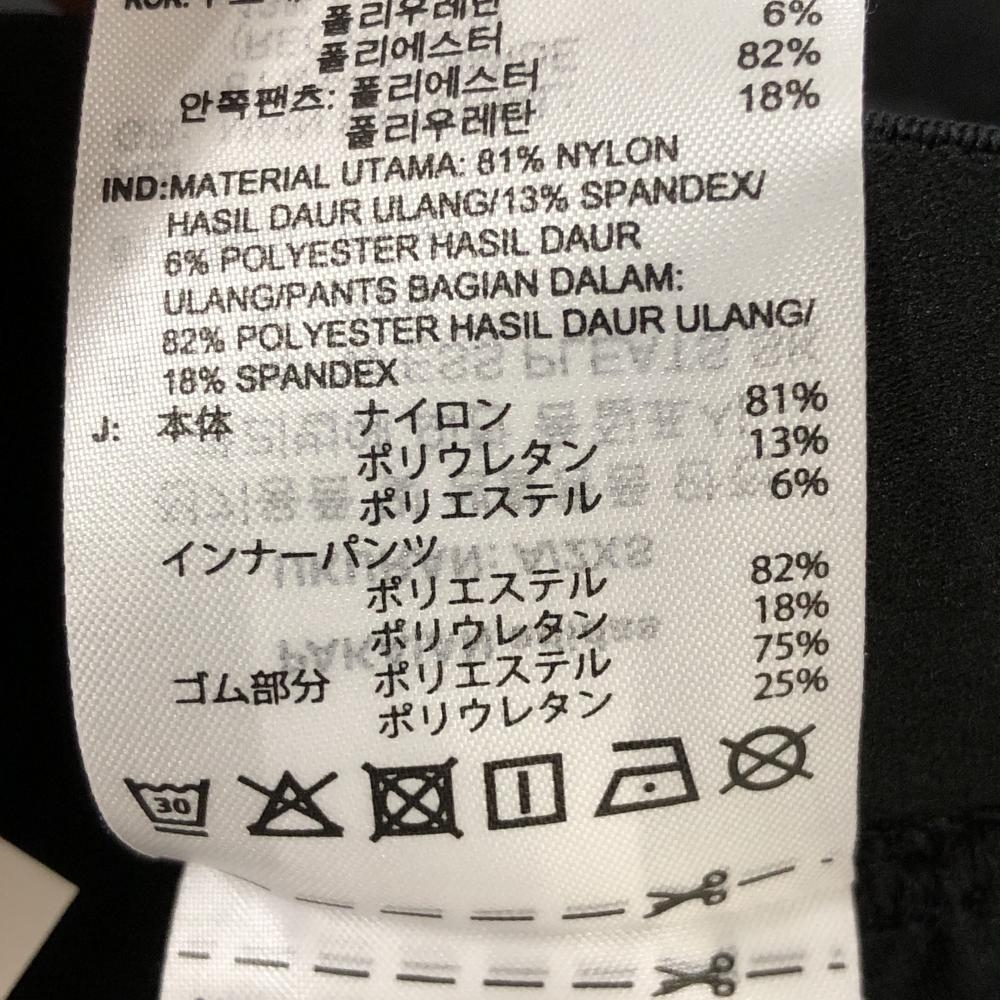 폴리우레탄 6%
폴리에스터 82%
안쪽팬츠: 폴리에스터 18%
폴리우레탄
IND:MATERIAL UTAMA: 81% NYLON
HASIL DAUR ULANG/13% SPANDEX/
6% POLYESTER HASIL DAUR
ULANG/PANTS BAGIAN DALAM:
82% POLYESTER HASIL DAUR ULANG/
18% SPANDEX
J: 本体 ナイロン 81%
ポリウレタン 13%
ポリエステル 6%
インナーパンツ
ポリエステル 82%
ポリウレタン 18%
ゴム部分 ポリエステル 75%
ポリウレタン 25%
30